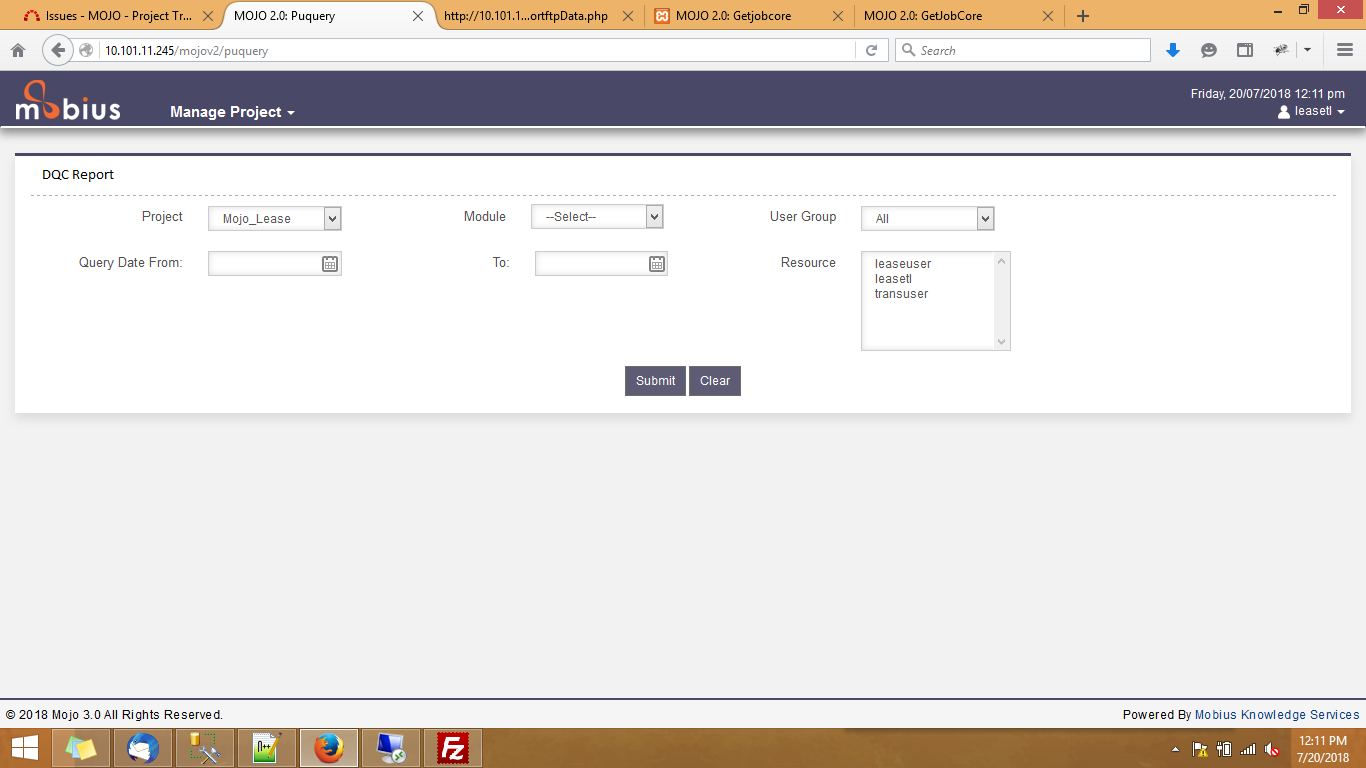 Issues - MOJO - Project Tr...
MOJO 2.0: Puquery
http://10.101.1...ortftpData.php
MOJO 2.0: Getjobcore
MOJO 2.0: GetJobCore
10.101.11.245/mojov2/puquery
Search
mobius
Manage Project
Friday, 20/07/2018 12:11 pm
leasetl
DQC Report
Project
Mojo_Lease
Module
--Select--
User Group
All
Query Date From:
To:
Resource
leaseuser
leasetl
transuser
Submit
Clear
© 2018 Mojo 3.0 All Rights Reserved.
Powered By Mobius Knowledge Services
12:11 PM
7/20/2018